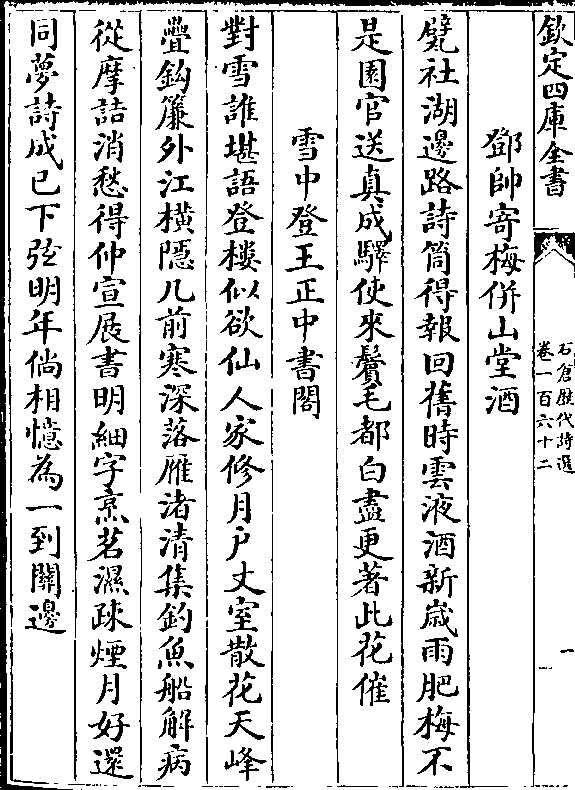 欽定四庫全書
石倉歷代詩選
卷一百六十二
一
鄧帥寄梅併山堂酒
甓社湖邊路詩筒得報回舊時雲液酒新歳雨肥梅不
是園官送真成驛使來鬢毛都白盡更著此花催
雪中登王正中書閣
對雪誰堪語登樓似欲仙人家修月戶丈室散花天峰
疊鈎簾外江橫隱几前寒深落雁渚清集釣魚船解病
從摩詰消愁得仲宣展書明細字烹茗濕疎煙月好還
同夢詩成已下弦明年倘相憶為一到關邊